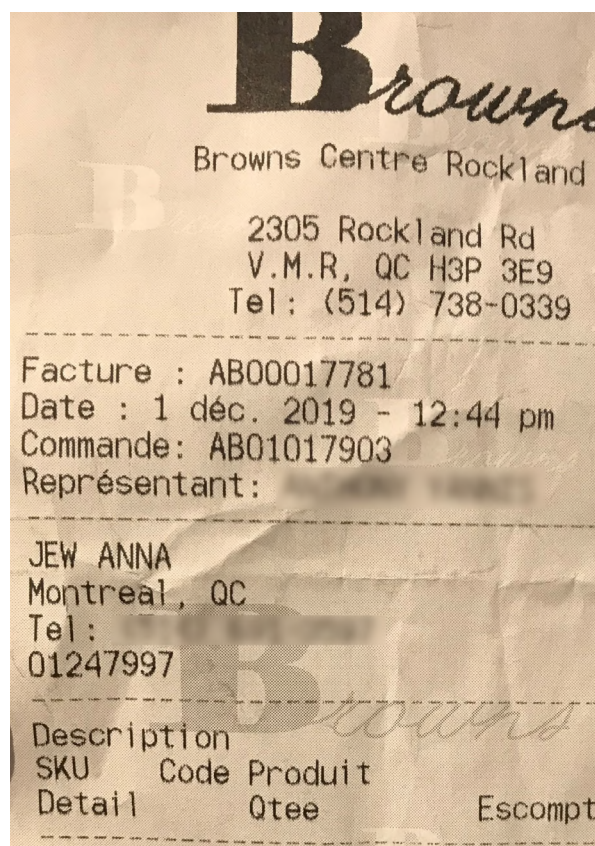 Browns
Browns Centre Rockland
2305 Rockland Rd
V.M.R, QC H3P 3E9
Tel: (514) 738-0339
Facture : AB00017781
Date : 1 déc. 2019 - 12:44 pm
Commande: AB01017903
Représentant:
JEW ANNA
Montreal, QC
Tel:
01247997
Browns
Description
SKU Code Produit
Detail Qtee Escompt